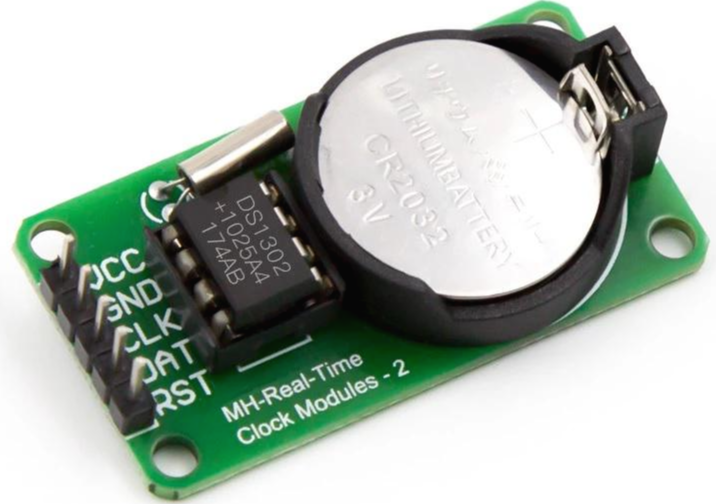 +
LITHIUMBATTERY
CR2032
3V
DS1302
+1025A4
174AB
VCC
GND
CLK
DAT
RST
MH-Real-Time
Clock Modules - 2